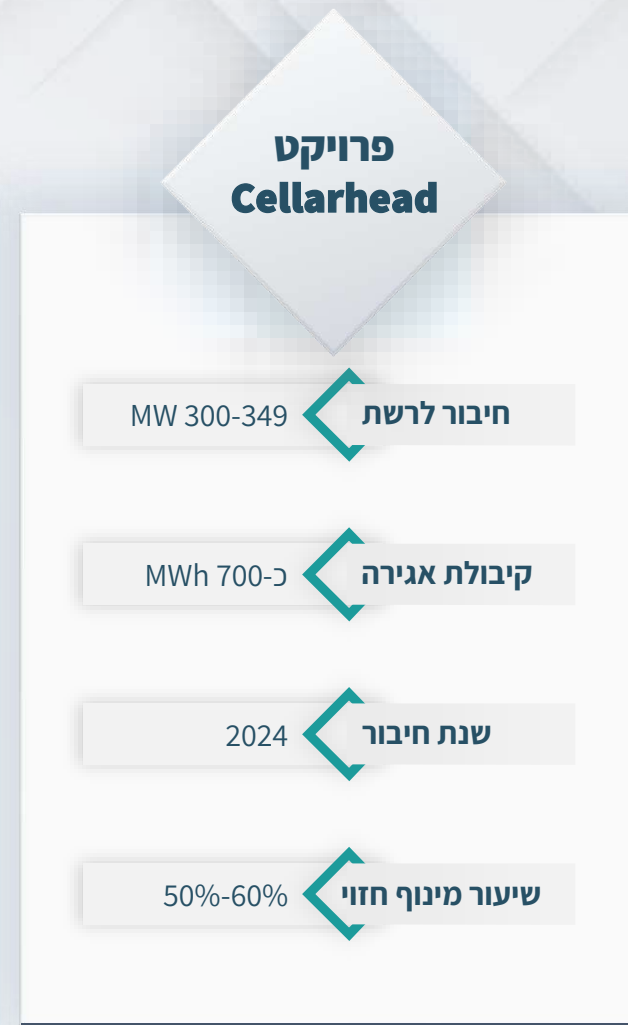 פרויקט
Cellarhead
חיבור לרשת
300-349 MW
קיבולת אגירה
כ-700 MWh
שנת חיבור
2024
שיעור מינוף חזוי
50%-60%